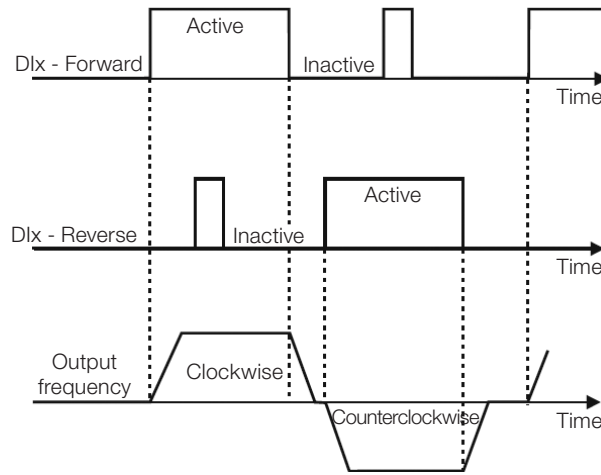 Active
DIx - Forward
Inactive
Time
Active
DIx - Reverse
Inactive
Time
Output
frequency
Clockwise
Counterclockwise
Time